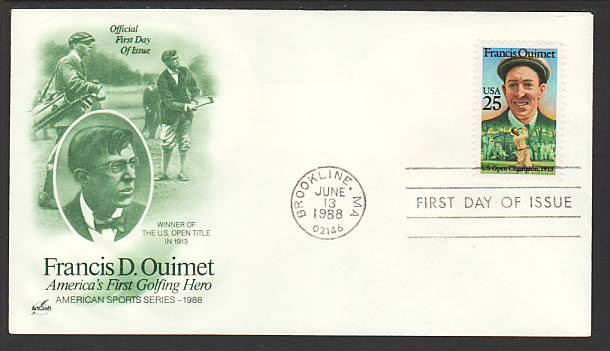 Official
First Day
Of Issue
WINNER OF
THE U.S. OPEN TITLE
IN 1913
Francis D. Ouimet
America's First Golfing Hero
AMERICAN SPORTS SERIES - 1988
ArtCraft
BROOKLINE, MA
JUNE
13
1988
02146
Francis Ouimet
USA
25
US Open Champion, 1913
FIRST DAY OF ISSUE